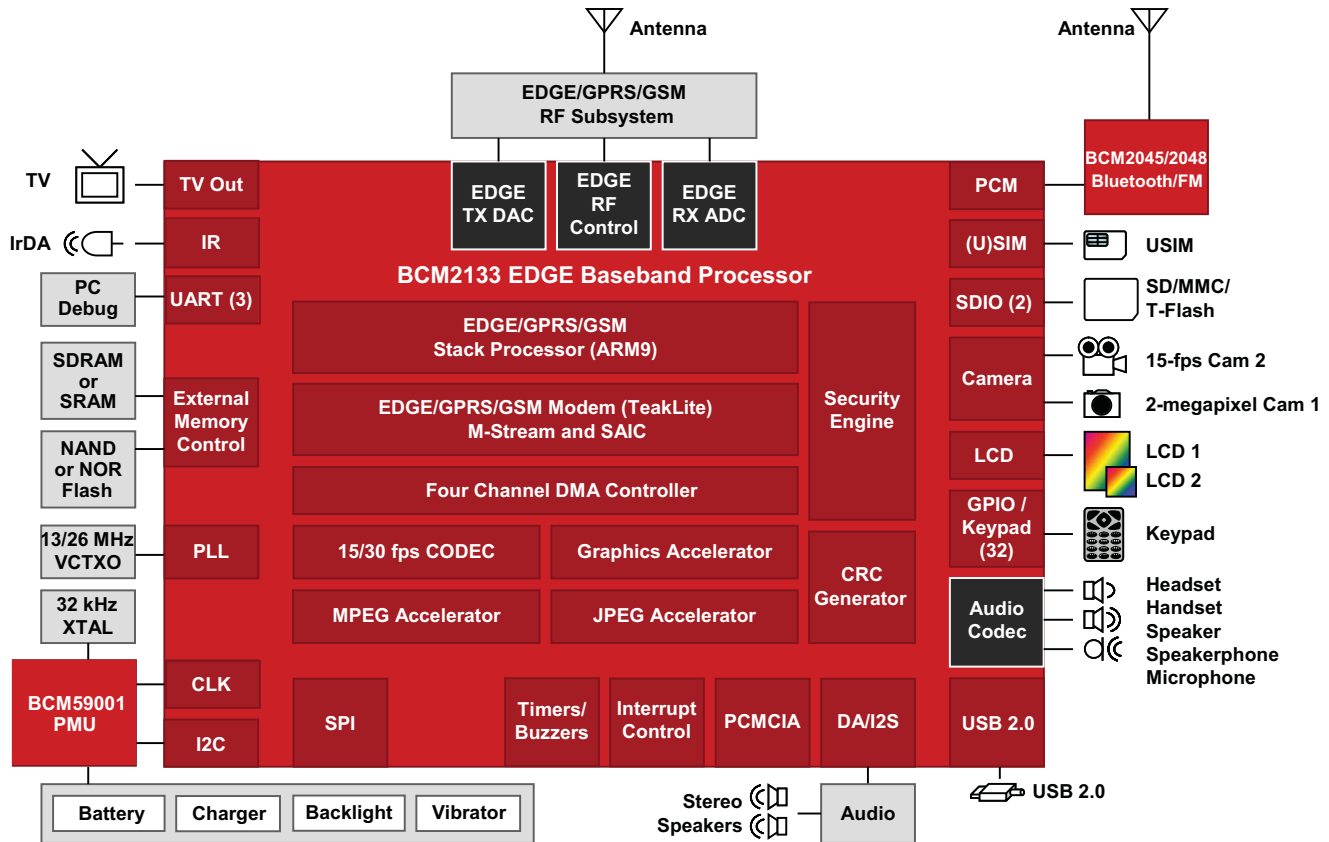 Antenna
Antenna
EDGE/GPRS/GSM
RF Subsystem
BCM2045/2048
Bluetooth/FM
TV
TV Out
EDGE
TX DAC
EDGE
RF
Control
EDGE
RX ADC
PCM
IrDA
IR
(U)SIM
USIM
BCM2133 EDGE Baseband Processor
PC
Debug
UART (3)
SDIO (2)
SD/MMC/
T-Flash
EDGE/GPRS/GSM
Stack Processor (ARM9)
SDRAM
or
SRAM
External
Memory
Control
NAND
or NOR
Flash
EDGE/GPRS/GSM Modem (TeakLite)
M-Stream and SAIC
Security
Engine
Camera
15-fps Cam 2
2-megapixel Cam 1
LCD
LCD 1
LCD 2
Four Channel DMA Controller
GPIO /
Keypad
(32)
Keypad
13/26 MHz
VCTXO
PLL
15/30 fps CODEC
Graphics Accelerator
CRC
Generator
32 kHz
XTAL
MPEG Accelerator
JPEG Accelerator
Audio
Codec
Headset
Handset
Speaker
Speakerphone
Microphone
BCM59001
PMU
CLK
I2C
SPI
Timers/
Buzzers
Interrupt
Control
PCMCIA
DA/I2S
USB 2.0
USB 2.0
Battery
Charger
Backlight
Vibrator
Stereo
Speakers
Audio